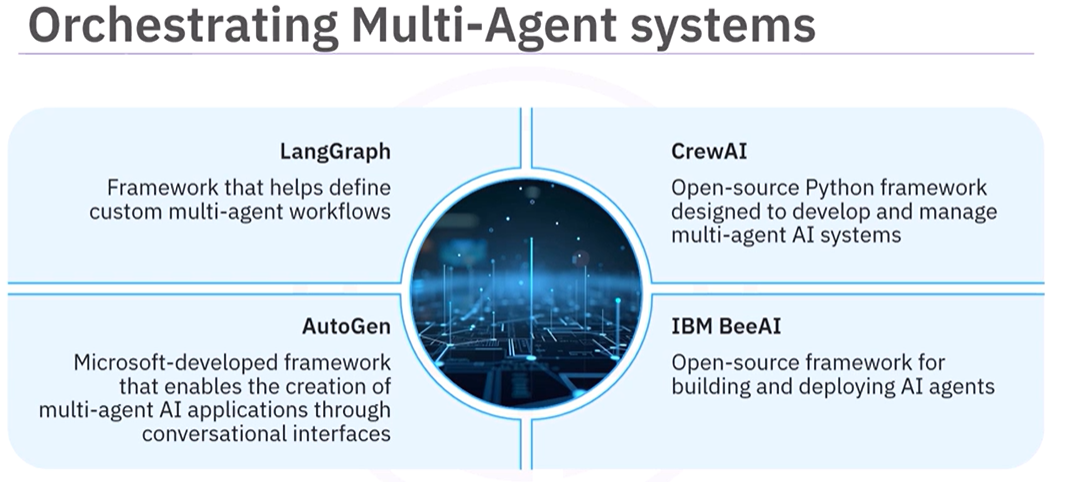 Orchestrating Multi-Agent systems
LangGraph
Framework that helps define
custom multi-agent workflows
CrewAI
Open-source Python framework
designed to develop and manage
multi-agent AI systems
AutoGen
Microsoft-developed framework
that enables the creation of
multi-agent AI applications through
conversational interfaces
IBM BeeAI
Open-source framework for
building and deploying AI agents